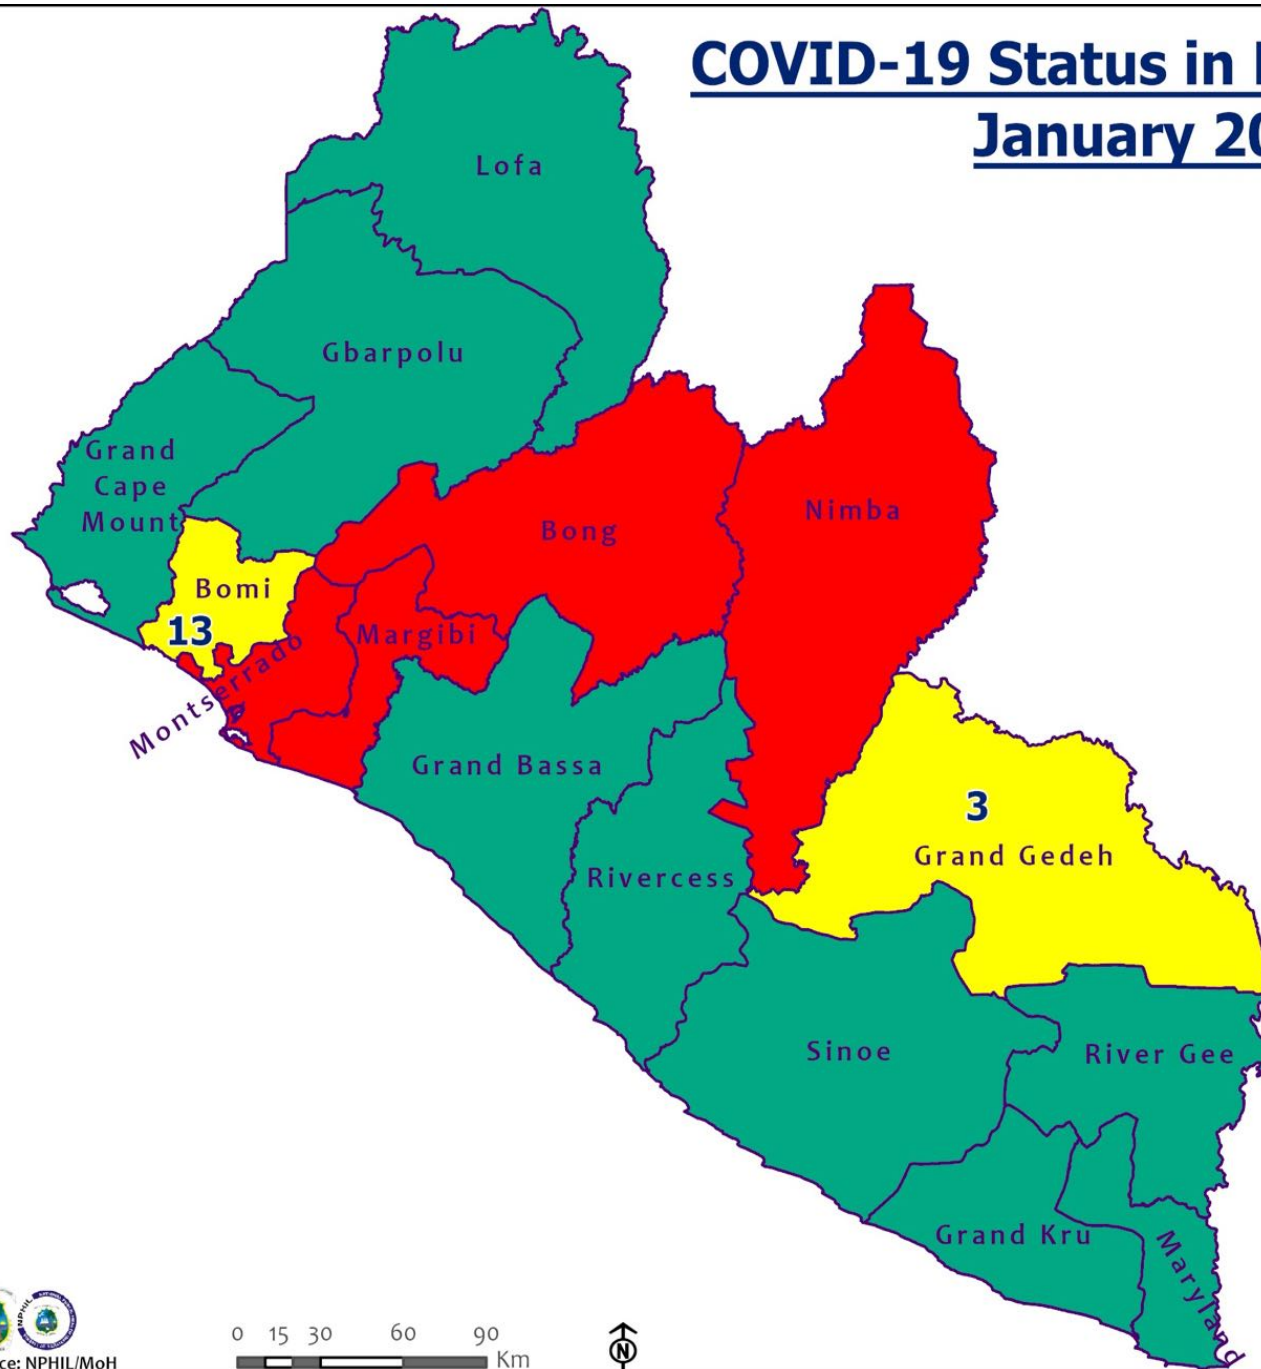 COVID-19 Status in
January 20
Lofa
Gbarpolu
Grand
Cape
Mount
Bomi
13
Montserrado
Margibi
Bong
Nimba
Grand Bassa
Rivercess
3
Grand Gedeh
Sinoe
River Gee
Grand Kru
Maryland
NPHIL
0 15 30 60 90
Km
N
ce: NPHIL/MoH